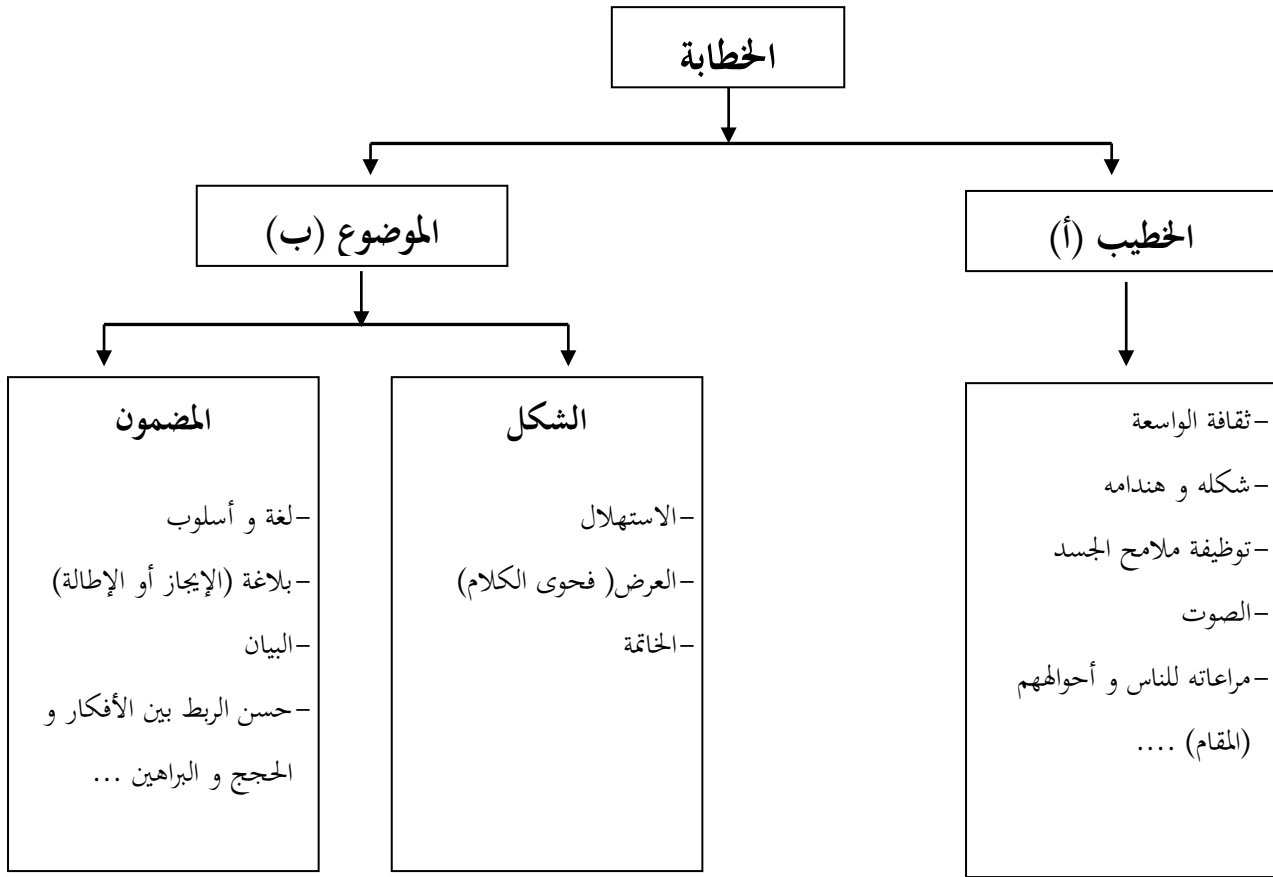 الخطابة
الخطيب (أ)
الموضوع (ب)
-ثقافة الواسعة
-شكله و هندامه
-توظيفة ملامح الجسد
-الصوت
-مراعاته للناس و أحوالههم
(المقام) ....
الشكل
-الاستهلال
-العرض( فحوى الكلام)
-الخاتمة
المضمون
-لغة و أسلوب
-بلاغة (الإيجاز أو الإطالة)
-البيان
-حسن الربط بين الأفكار و
الحجج و البراهين ...